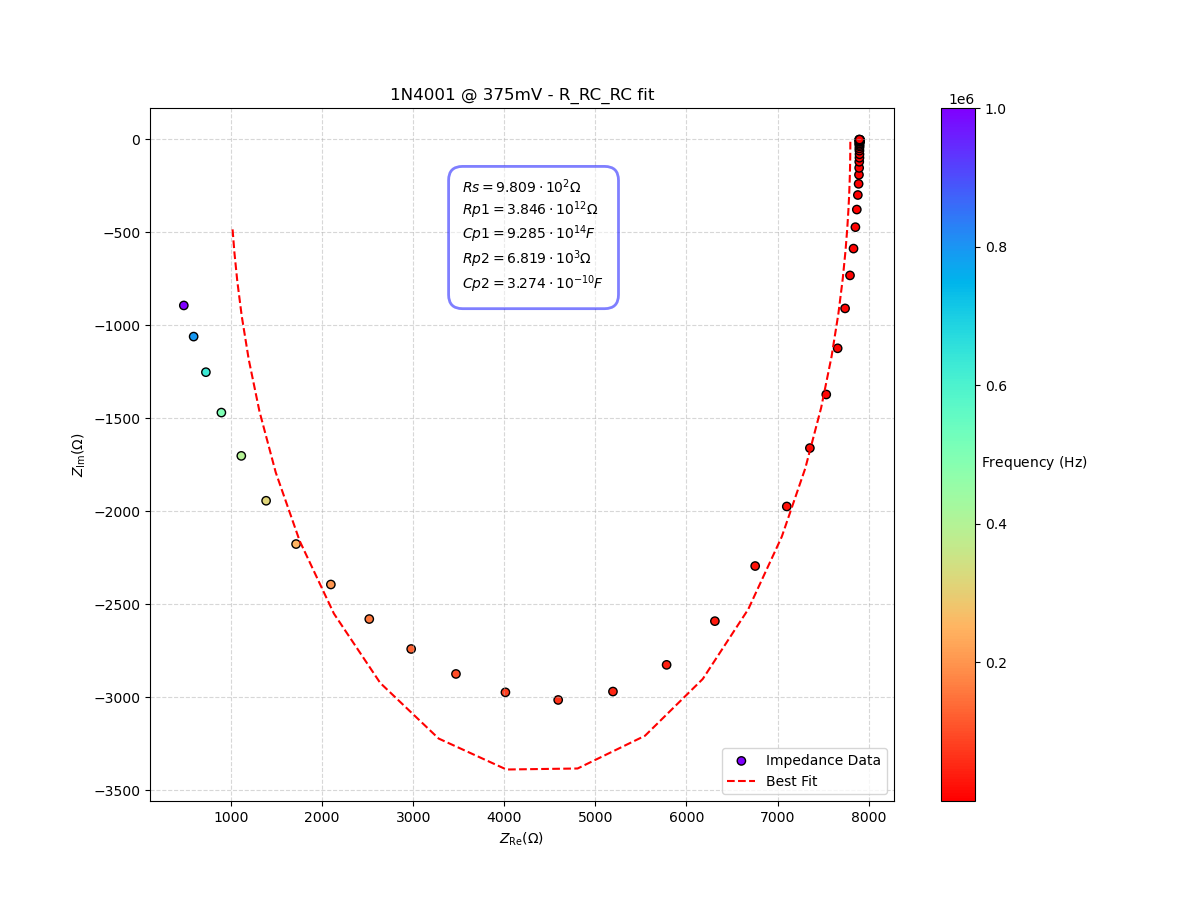 1N4001 @ 375mV - R_RC_RC fit
1e6
0
−500
−1000
−1500
−2000
−2500
−3000
−3500
Z_Im(Ω)
Rs = 9.809 · 10²Ω
Rp1 = 3.846 · 10¹²Ω
Cp1 = 9.285 · 10¹⁴F
Rp2 = 6.819 · 10³Ω
Cp2 = 3.274 · 10⁻¹⁰F
Impedance Data
Best Fit
1000 2000 3000 4000 5000 6000 7000 8000
Z_Re(Ω)
1.0
0.8
0.6
0.4
0.2
Frequency (Hz)